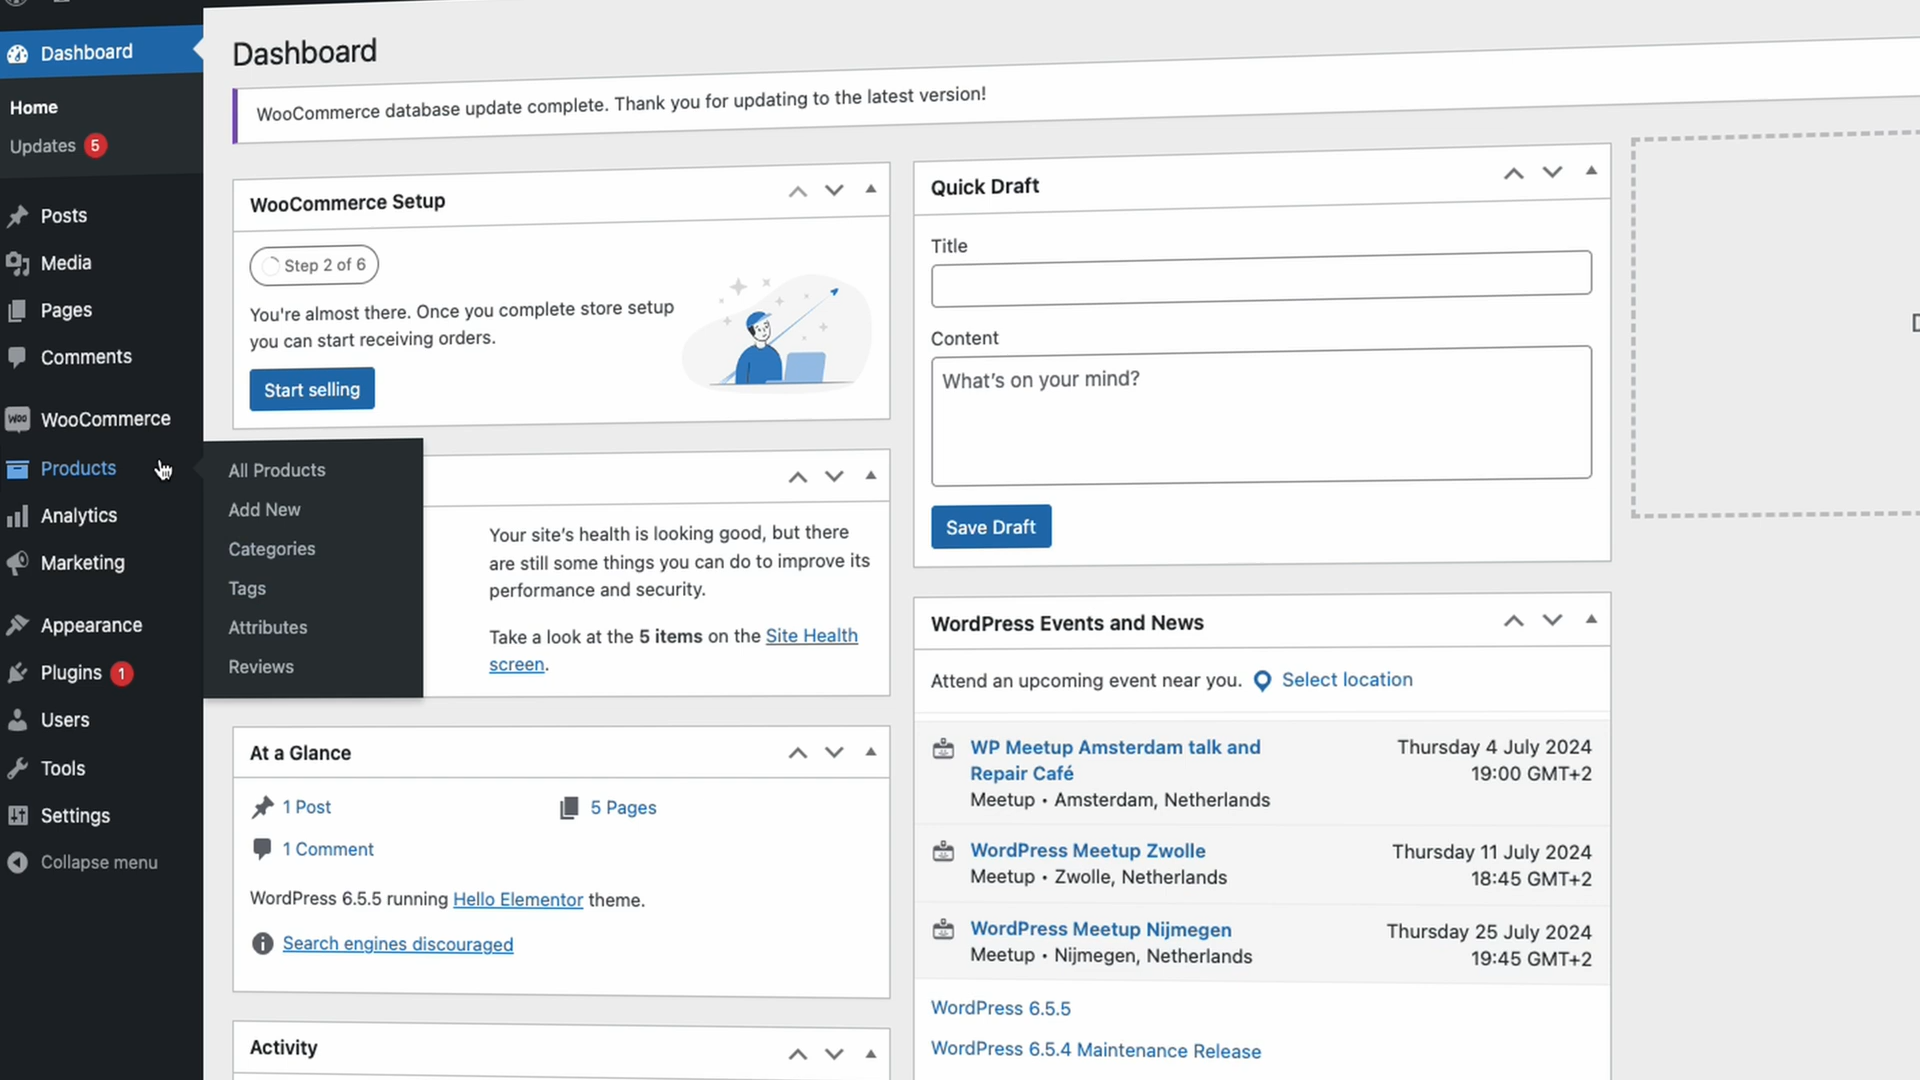 Dashboard
Home
Updates 5
Posts
Media
Pages
Comments
WOO WooCommerce
Products
Analytics
Marketing
Appearance
Plugins 1
Users
Tools
Settings
Collapse menu
All Products
Add New
Categories
Tags
Attributes
Reviews
Dashboard
WooCommerce database update complete. Thank you for updating to the latest version!
WooCommerce Setup
Step 2 of 6
You're almost there. Once you complete store setup
you can start receiving orders.
Start selling
Your site's health is looking good, but there
are still some things you can do to improve its
performance and security.
Take a look at the 5 items on the Site Health
screen.
At a Glance
1 Post
5 Pages
1 Comment
WordPress 6.5.5 running Hello Elementor theme.
Search engines discouraged
Activity
Quick Draft
Title
Content
What's on your mind?
Save Draft
WordPress Events and News
Attend an upcoming event near you. Select location
WP Meetup Amsterdam talk and
Repair Café
Meetup • Amsterdam, Netherlands
Thursday 4 July 2024
19:00 GMT+2
WordPress Meetup Zwolle
Meetup • Zwolle, Netherlands
Thursday 11 July 2024
18:45 GMT+2
WordPress Meetup Nijmegen
Meetup • Nijmegen, Netherlands
Thursday 25 July 2024
19:45 GMT+2
WordPress 6.5.5
WordPress 6.5.4 Maintenance Release